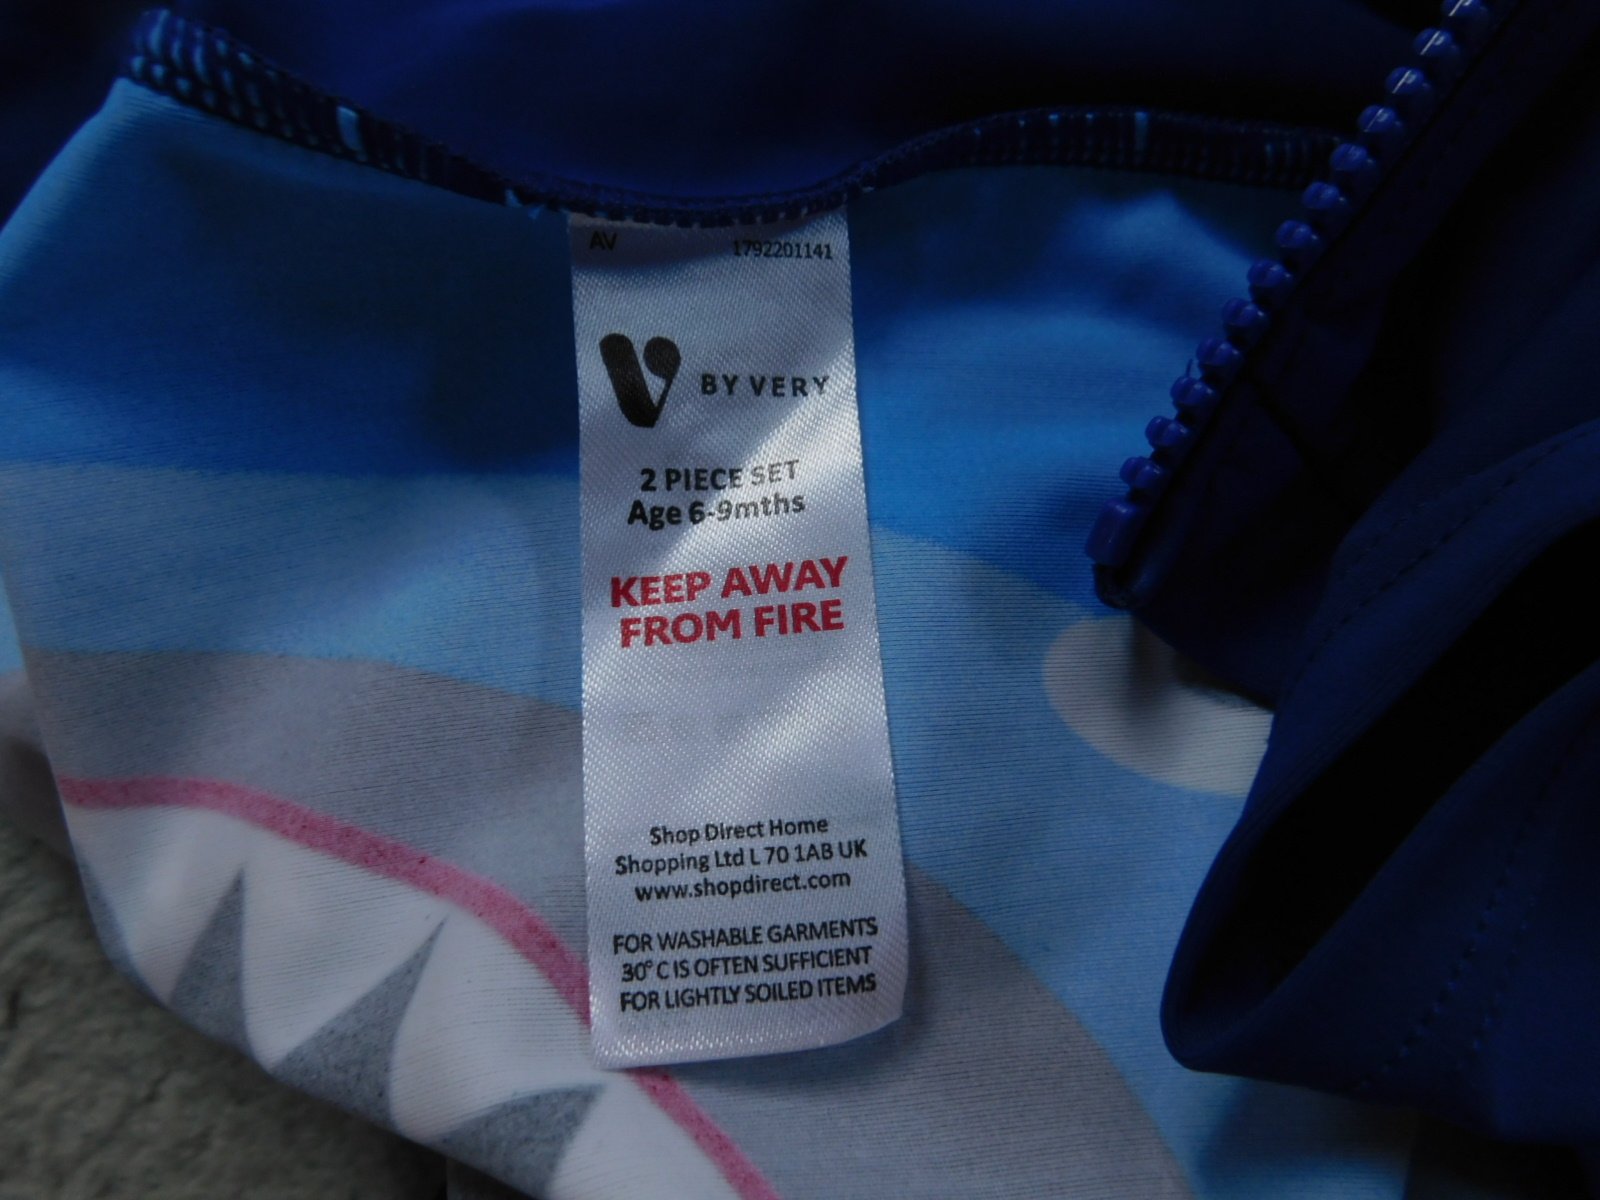 AV 1792201141
V BY VERY
2 PIECE SET
Age 6-9mths
KEEP AWAY
FROM FIRE
Shop Direct Home
Shopping Ltd L 70 1AB UK
www.shopdirect.com
FOR WASHABLE GARMENTS
30° C IS OFTEN SUFFICIENT
FOR LIGHTLY SOILED ITEMS